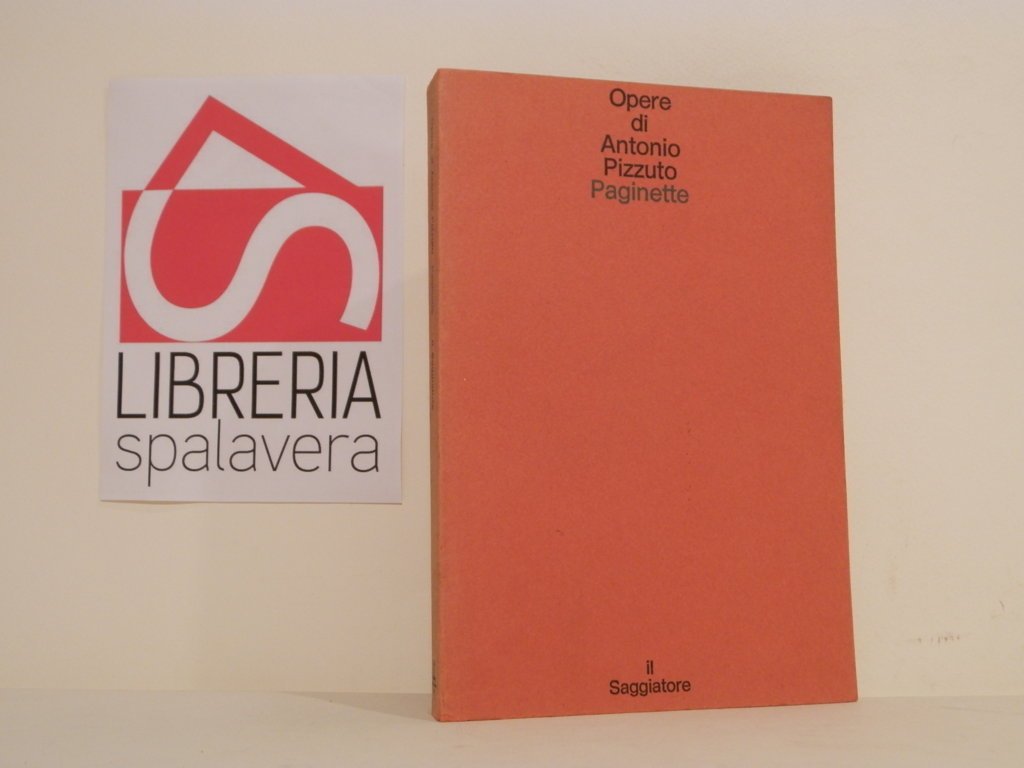 LIBRERIA
spalavera
Opere
di
Antonio
Pizzuto
Paginette
il
Saggiatore